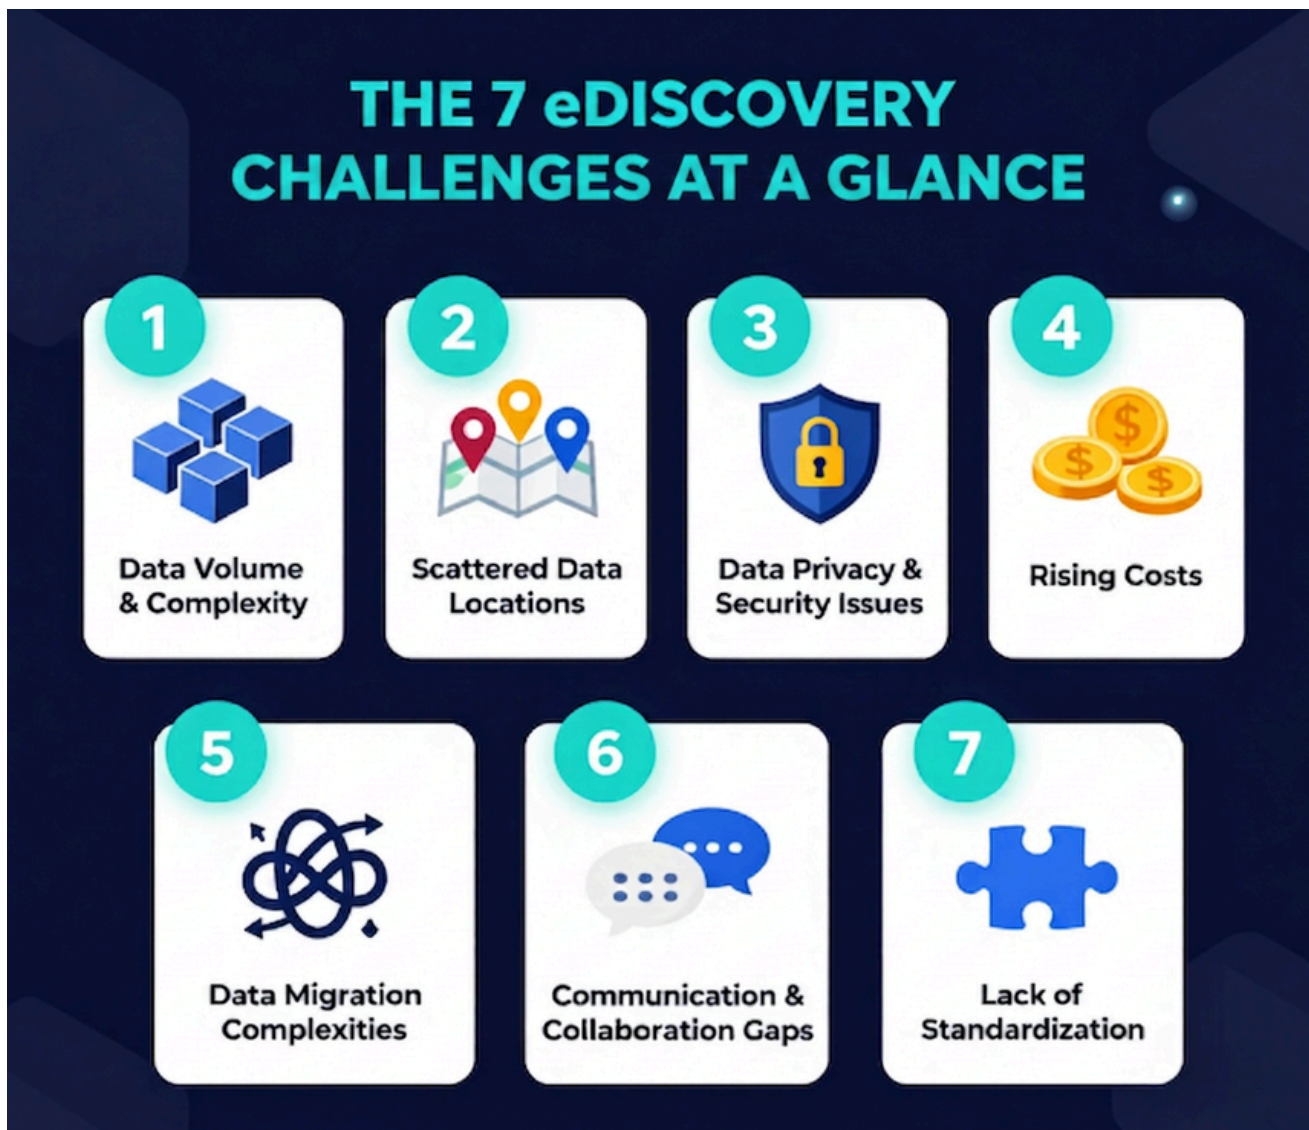 THE 7 eDISCOVERY
CHALLENGES AT A GLANCE
1
Data Volume
& Complexity
2
Scattered Data
Locations
3
Data Privacy &
Security Issues
4
$
$
$
Rising Costs
5
Data Migration
Complexities
6
Communication &
Collaboration Gaps
7
Lack of
Standardization